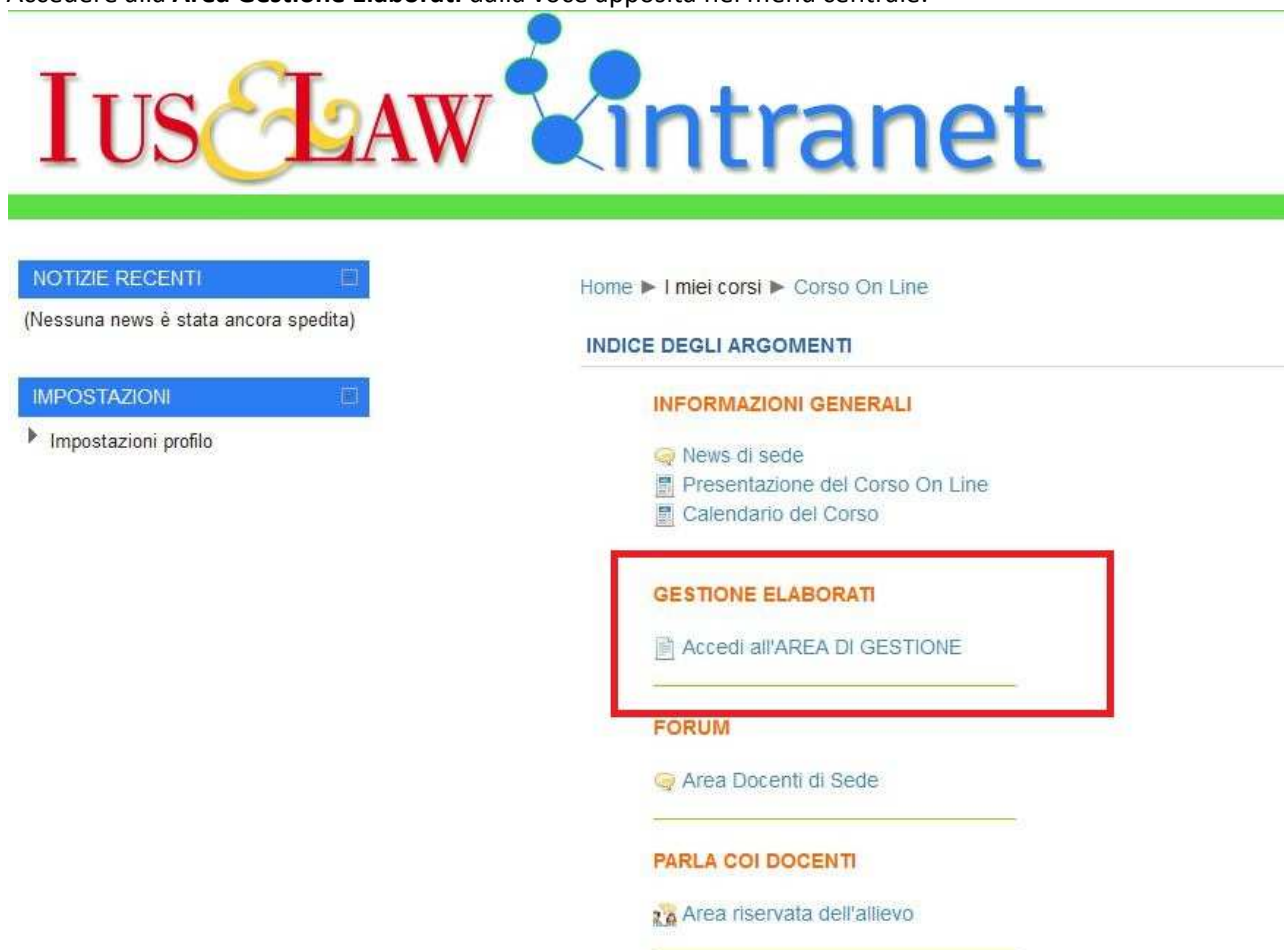 Accedere alla Area Gestione Elaborati dalla voce apposita nel menu centrale.
IUS&LAW intranet
NOTIZIE RECENTI
(Nessuna news è stata ancora spedita)
IMPOSTAZIONI
Impostazioni profilo
Home ► I miei corsi ► Corso On Line
INDICE DEGLI ARGOMENTI
INFORMAZIONI GENERALI
News di sede
Presentazione del Corso On Line
Calendario del Corso
GESTIONE ELABORATI
Accedi all'AREA DI GESTIONE
FORUM
Area Docenti di Sede
PARLA COI DOCENTI
Area riservata dell'allievo